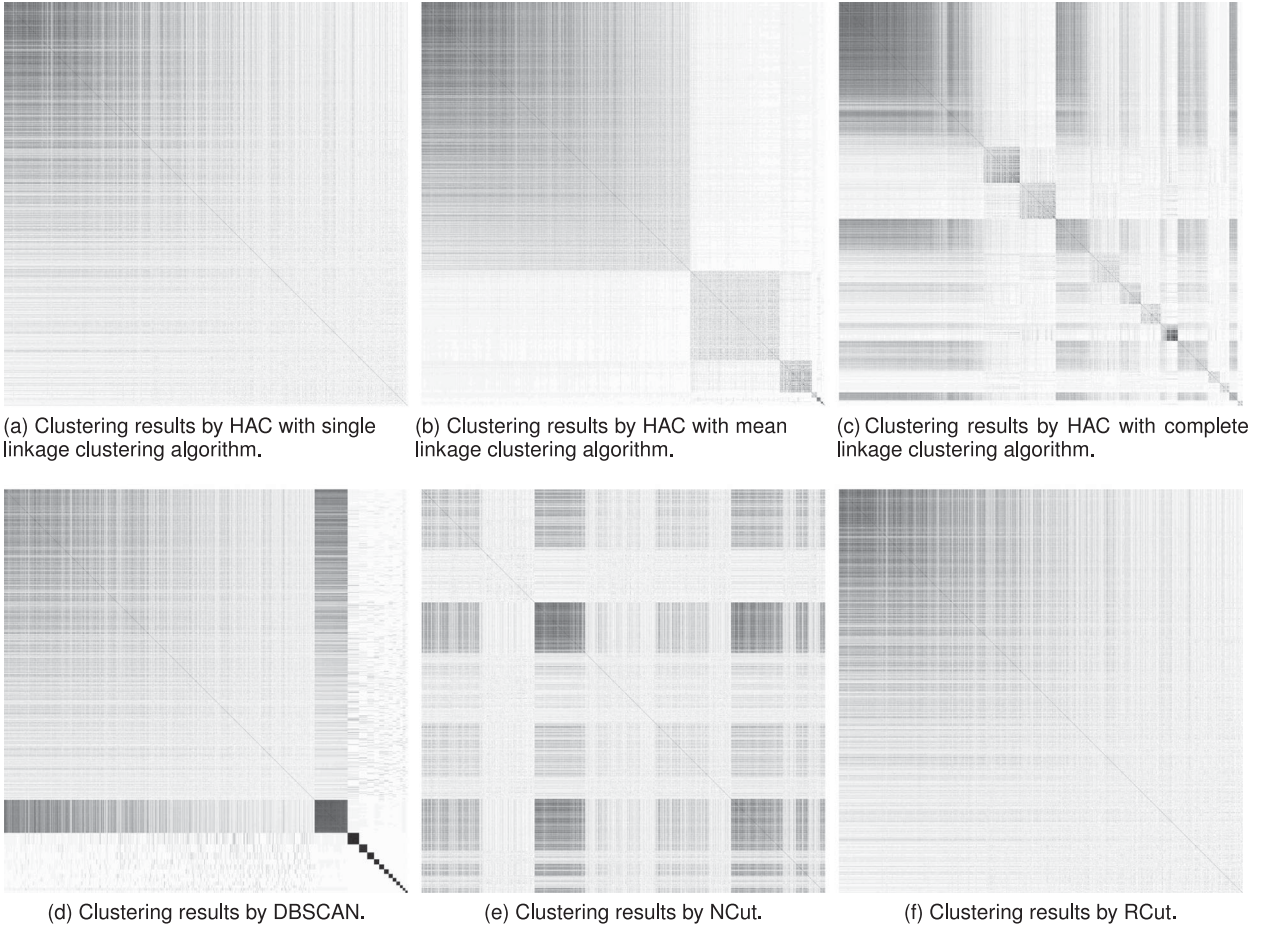 (a) Clustering results by HAC with single
linkage clustering algorithm.
(b) Clustering results by HAC with mean
linkage clustering algorithm.
(c) Clustering results by HAC with complete
linkage clustering algorithm.
(d) Clustering results by DBSCAN.
(e) Clustering results by NCut.
(f) Clustering results by RCut.